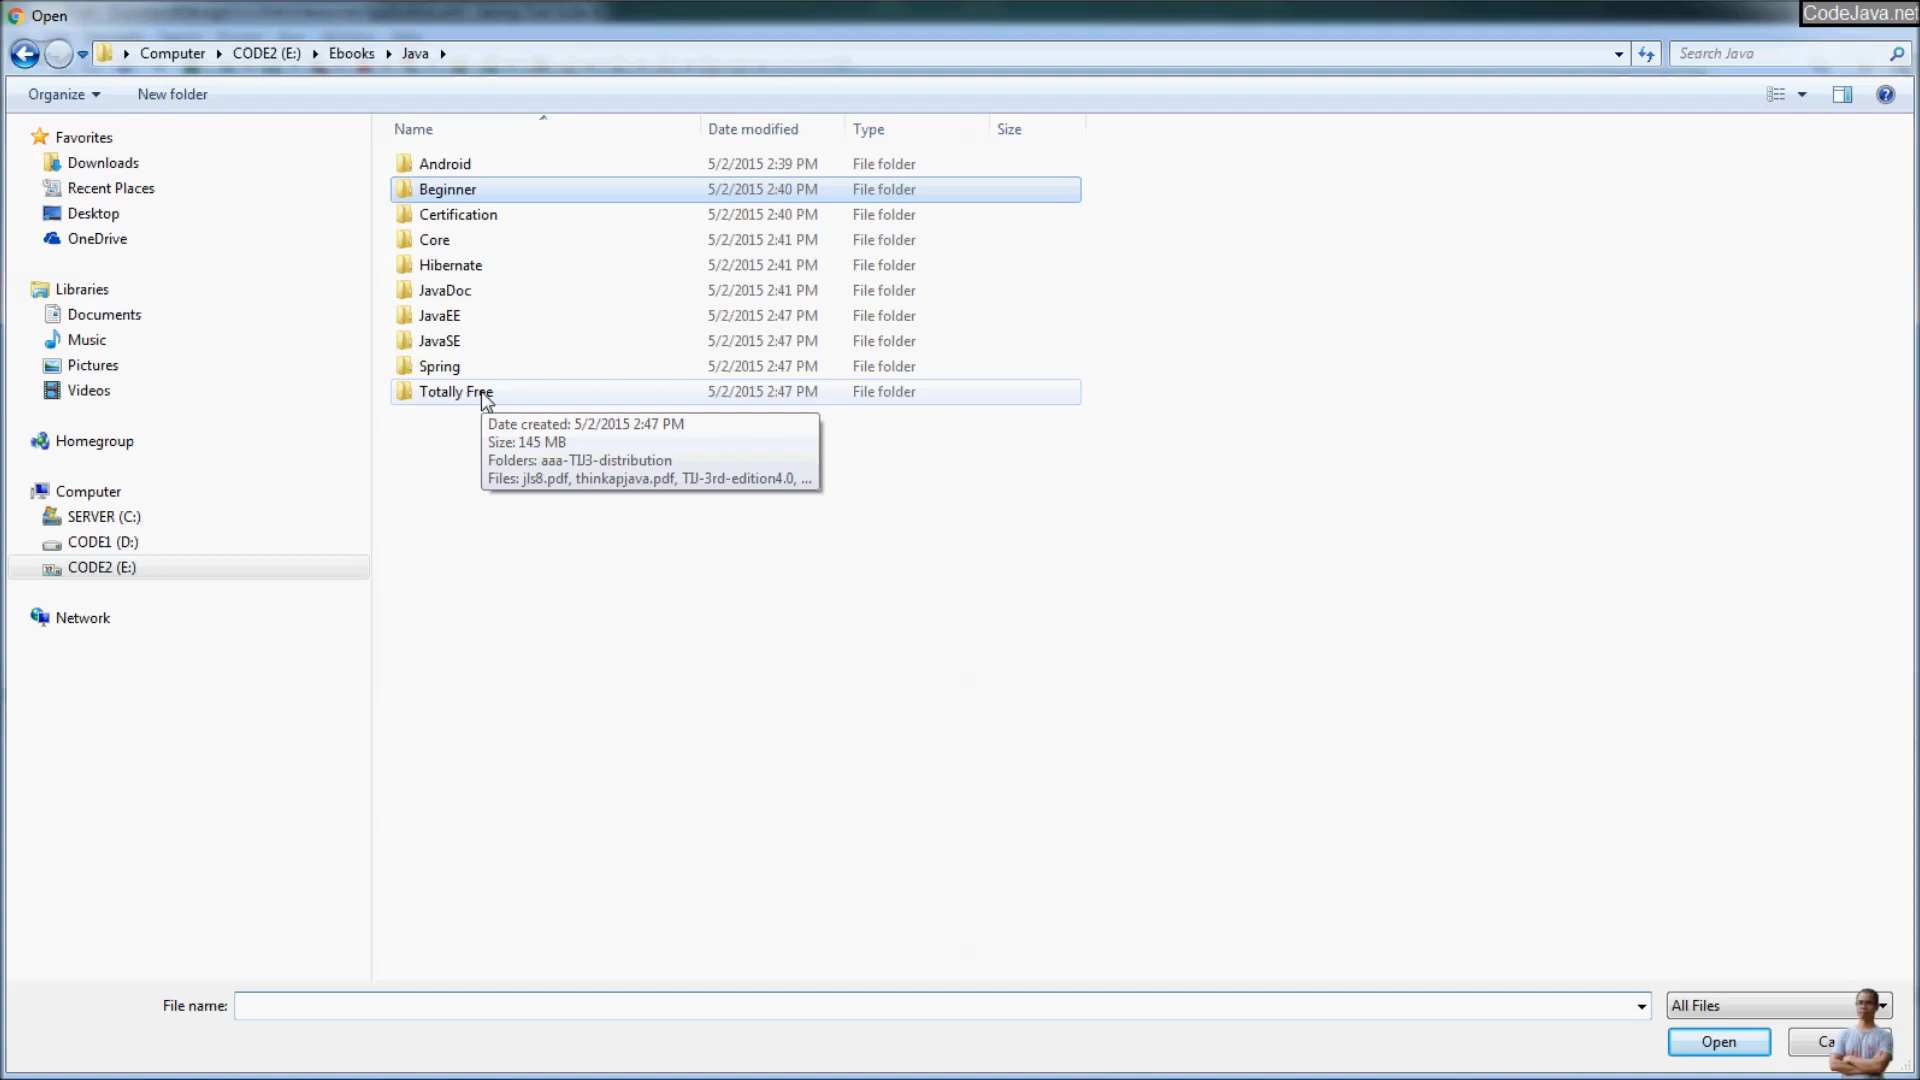 Open
CodeJava.net
Computer CODE2 (E:) Ebooks Java
Search Java
Organize New folder
Name Date modified Type Size
Favorites
Downloads
Recent Places
Desktop
OneDrive
Libraries
Documents
Music
Pictures
Videos
Homegroup
Computer
SERVER (C:)
CODE1 (D:)
CODE2 (E:)
Network
Android 5/2/2015 2:39 PM File folder
Beginner 5/2/2015 2:40 PM File folder
Certification 5/2/2015 2:40 PM File folder
Core 5/2/2015 2:41 PM File folder
Hibernate 5/2/2015 2:41 PM File folder
JavaDoc 5/2/2015 2:41 PM File folder
JavaEE 5/2/2015 2:47 PM File folder
JavaSE 5/2/2015 2:47 PM File folder
Spring 5/2/2015 2:47 PM File folder
Totally Free 5/2/2015 2:47 PM File folder
Date created: 5/2/2015 2:47 PM
Size: 145 MB
Folders: aaa-TIJ3-distribution
Files: jls8.pdf, thinkapjava.pdf, TIJ-3rd-edition4.0, ...
File name:
All Files
Open
Ca